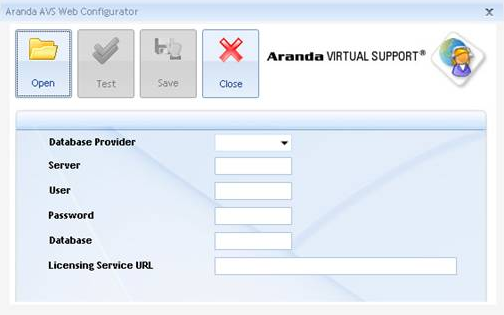 Aranda AVS Web Configurator
Open Test Save Close
Aranda VIRTUAL SUPPORT®
Database Provider
Server
User
Password
Database
Licensing Service URL